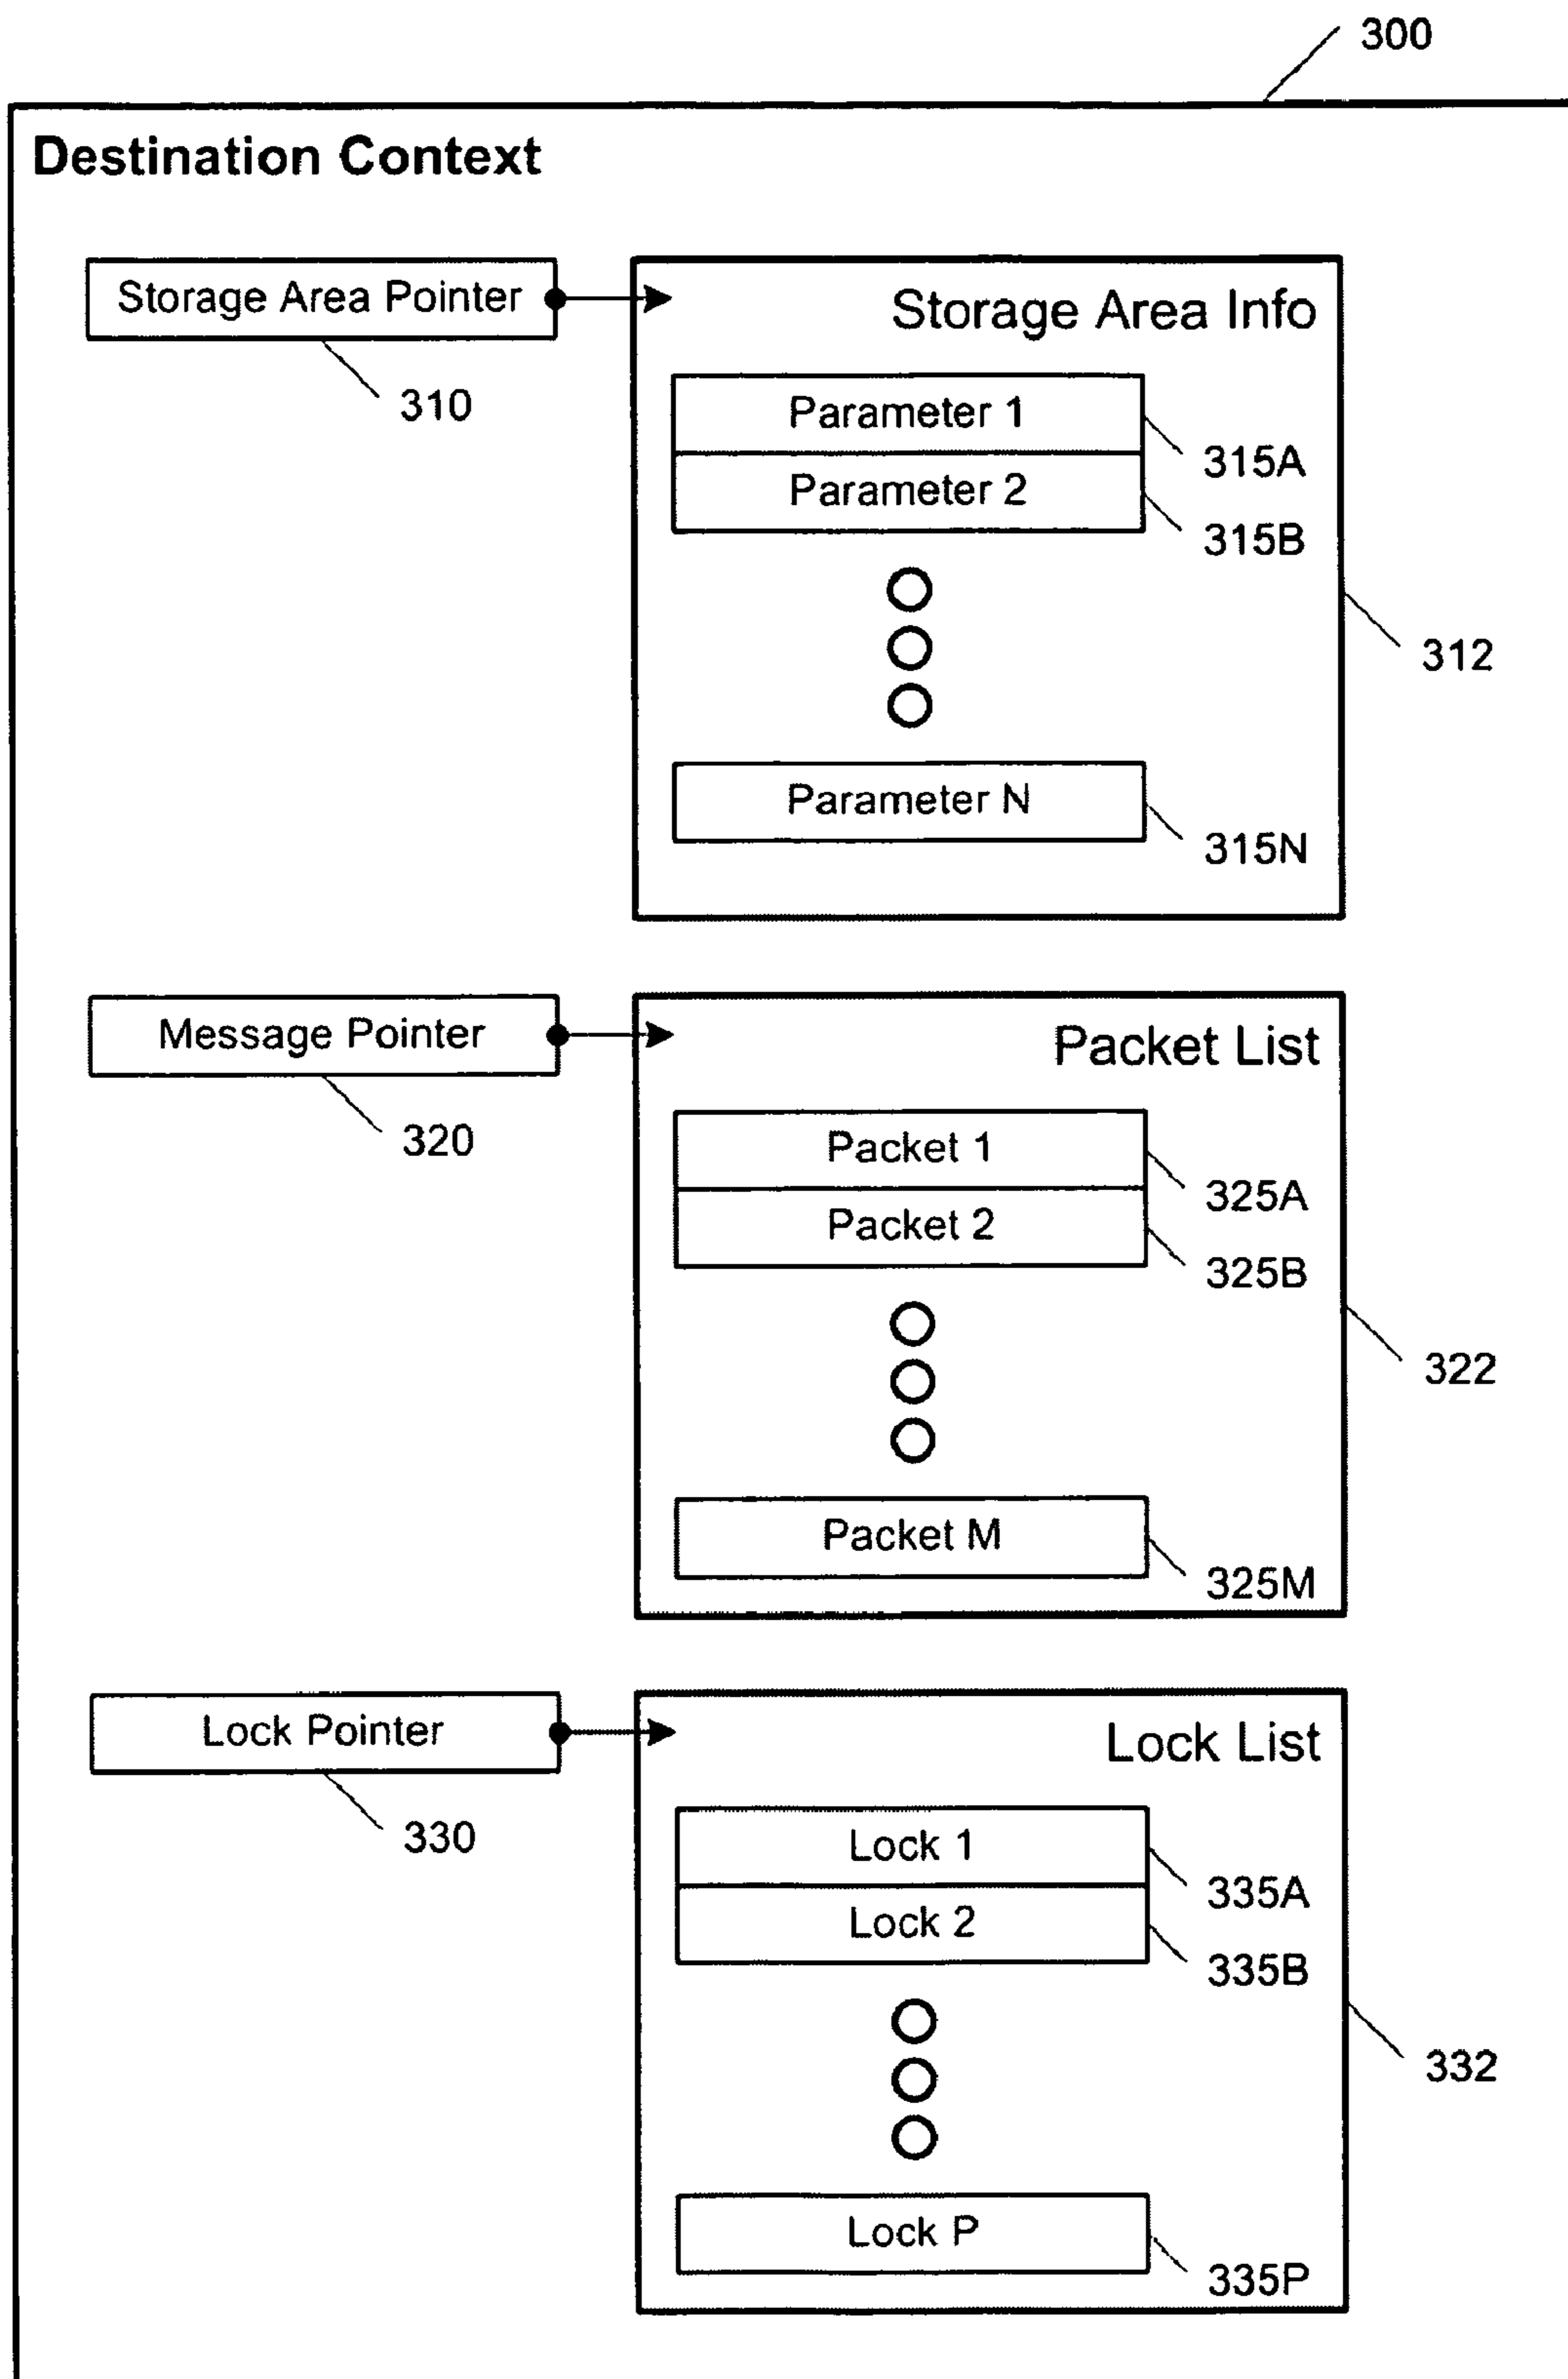 300
Destination Context
Storage Area Pointer
310
Storage Area Info
Parameter 1
315A
Parameter 2
315B
312
Parameter N
315N
Message Pointer
320
Packet List
Packet 1
325A
Packet 2
325B
322
Packet M
325M
Lock Pointer
330
Lock List
Lock 1
335A
Lock 2
335B
332
Lock P
335P